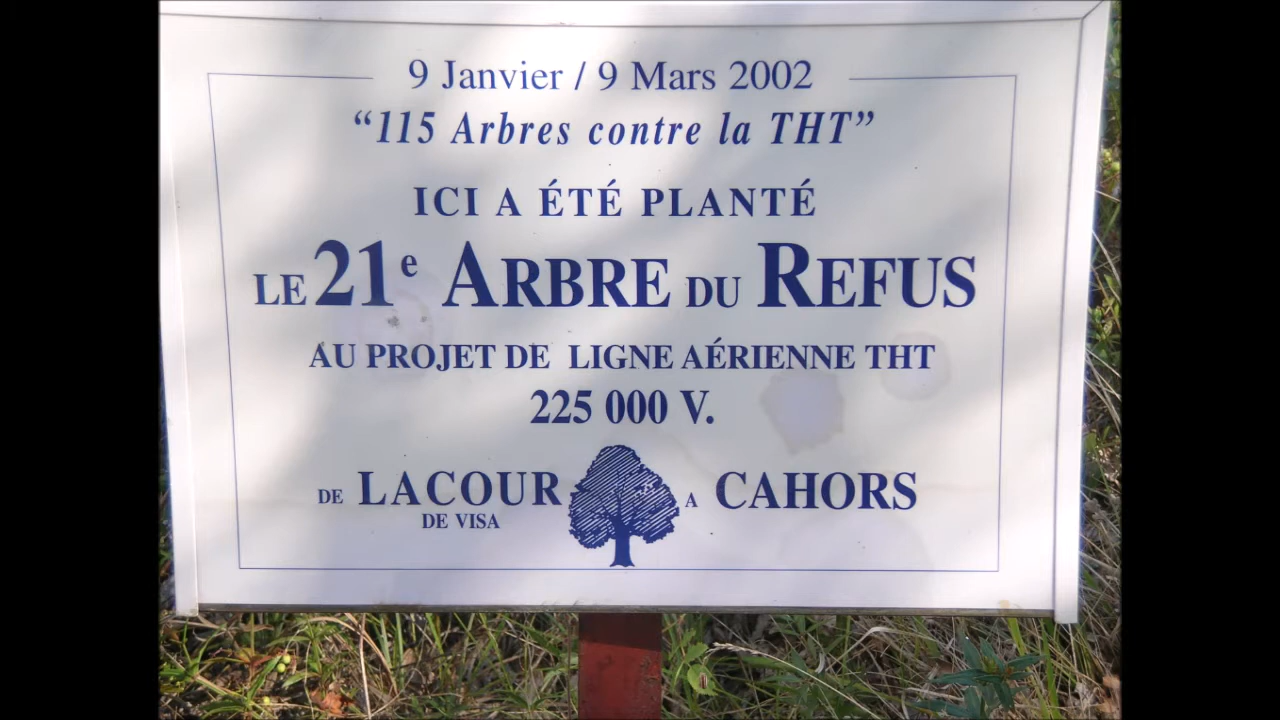 9 Janvier / 9 Mars 2002
“115 Arbres contre la THT”
ICI A ÉTÉ PLANTÉ
LE 21e ARBRE DU REFUS
AU PROJET DE LIGNE AÉRIENNE THT
225 000 V.
DE LACOUR A CAHORS
DE VISA